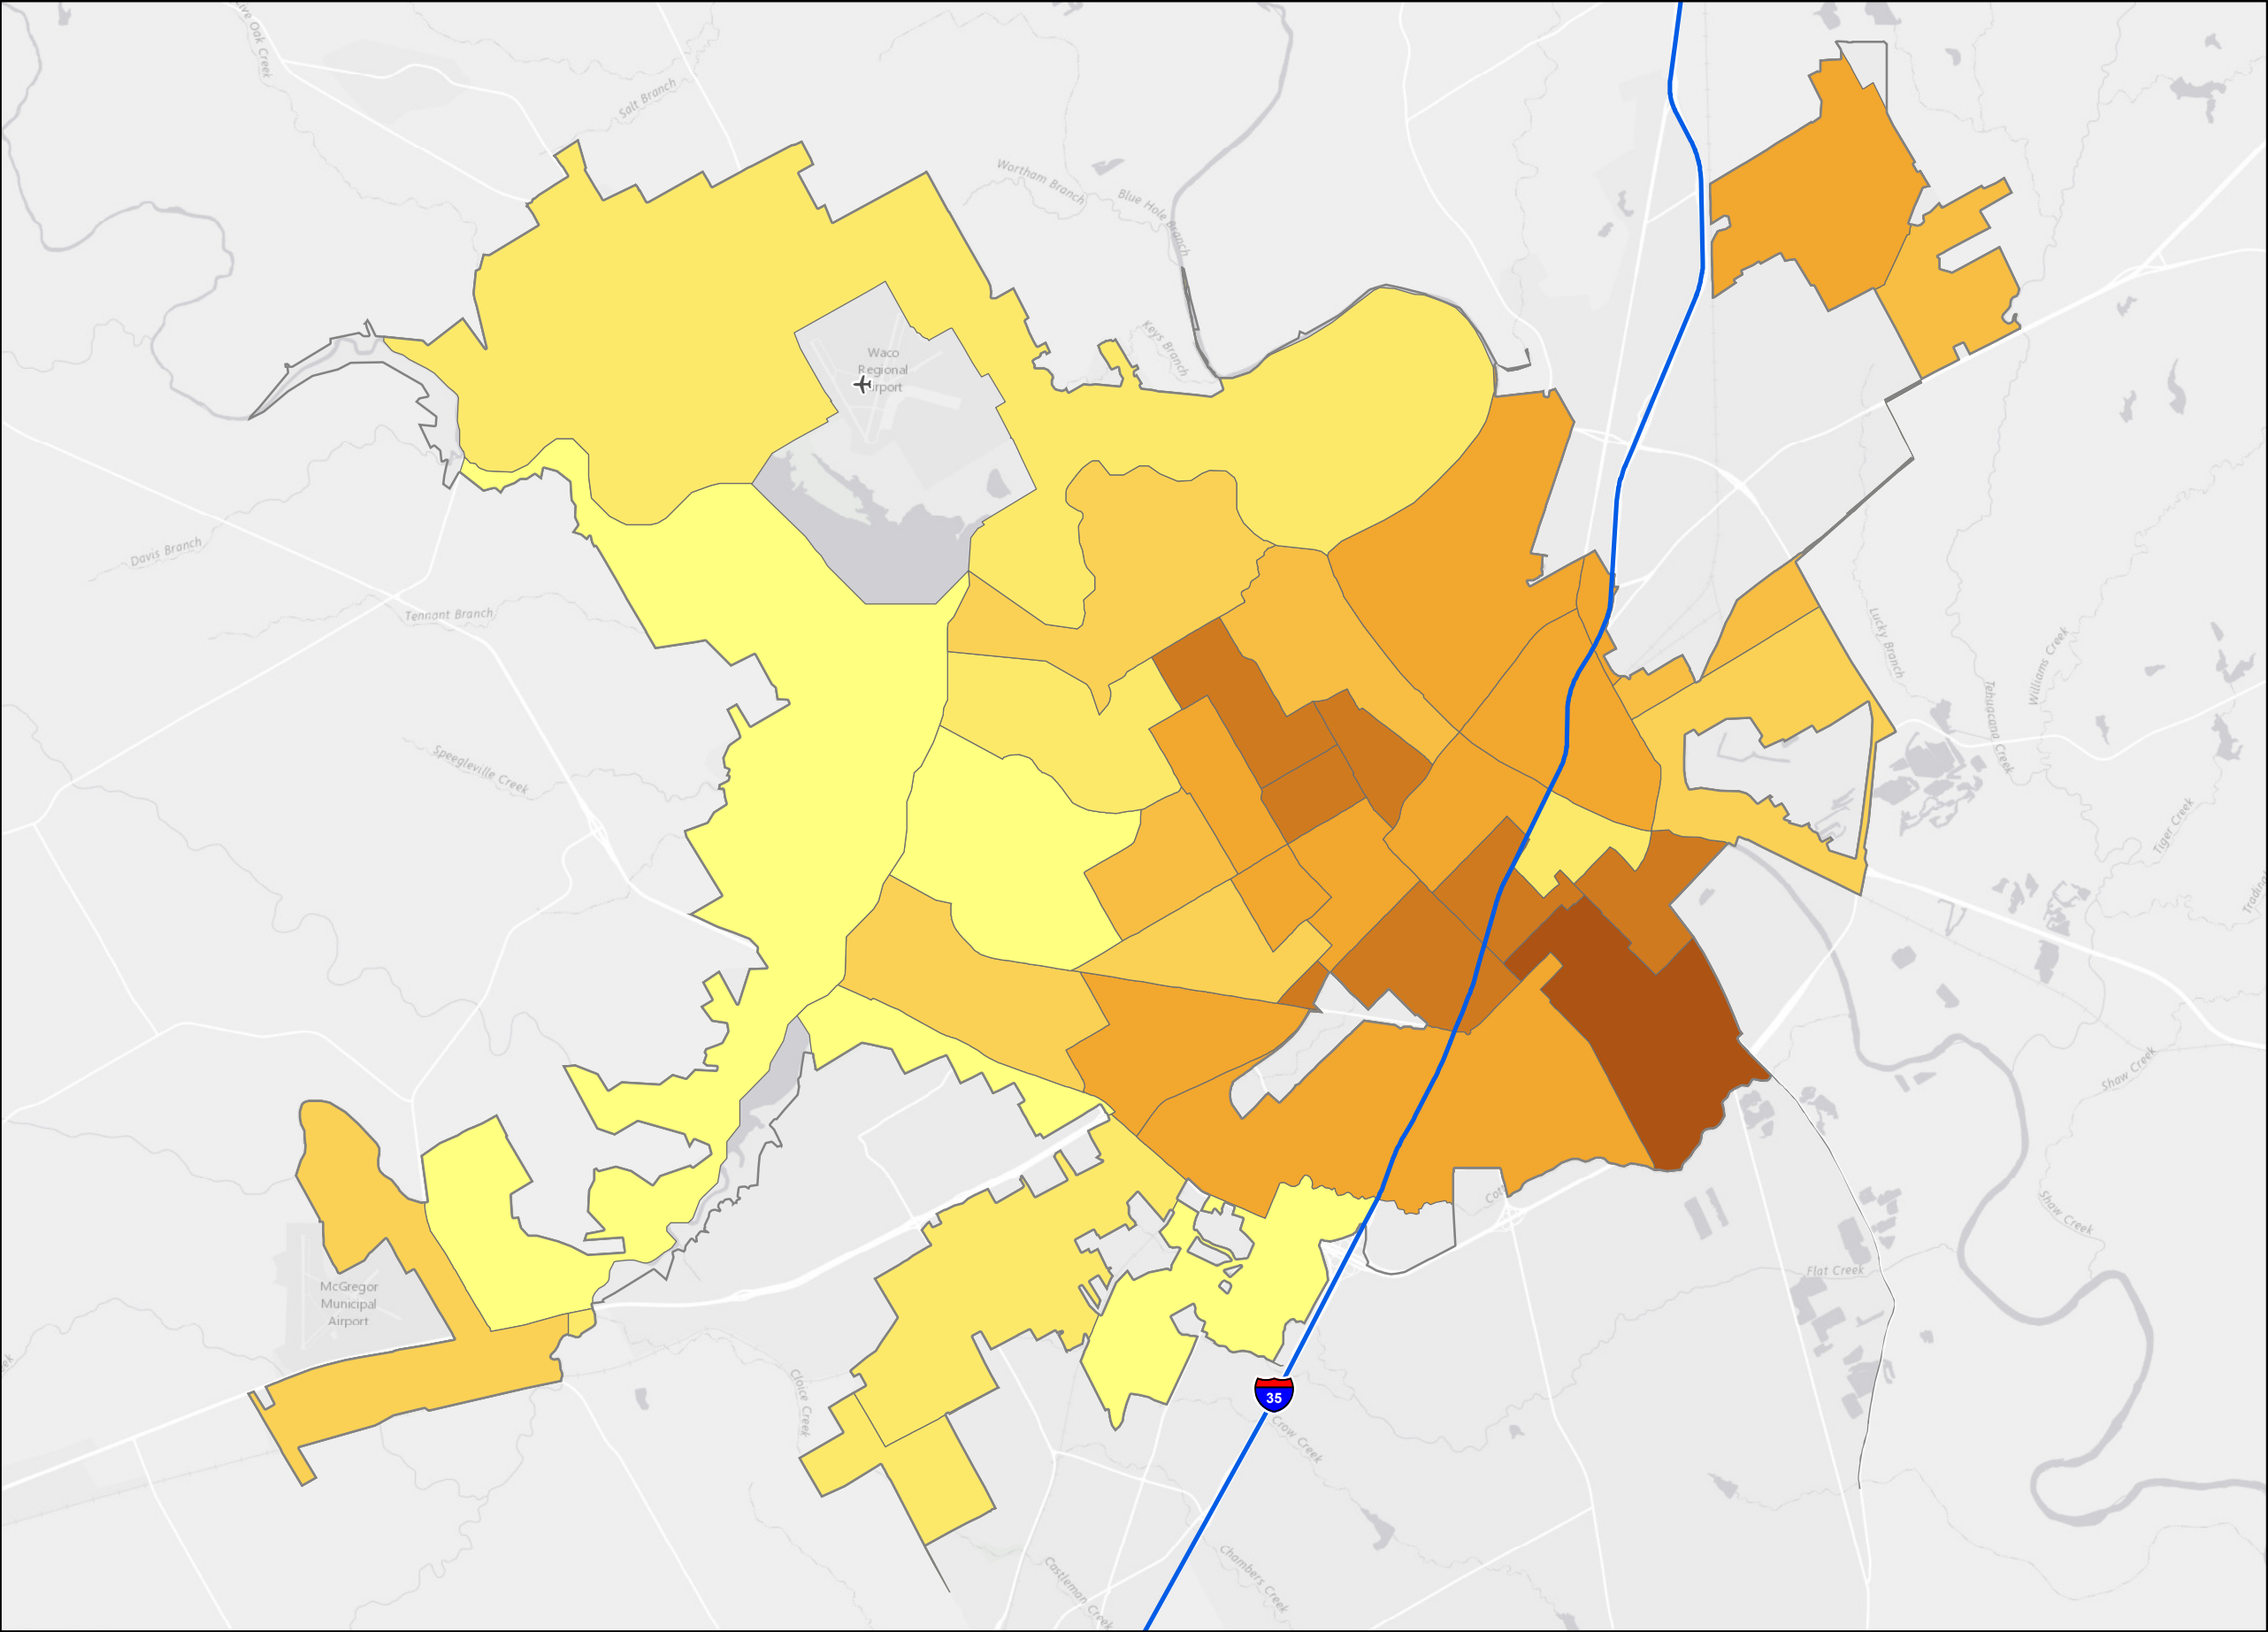 Salt Branch
Wortham Branch
Blue Hole Branch
Keys Branch
Waco
Regional
Airport
Davis Branch
Tennant Branch
Speegleville Creek
Lucky Branch
Williams Creek
Tehuacana Creek
Tiger Creek
Shaw Creek
Shaw Creek
Flat Creek
McGregor
Municipal
Airport
Cloice Creek
35
Crow Creek
Castleman Creek
Chambers Creek